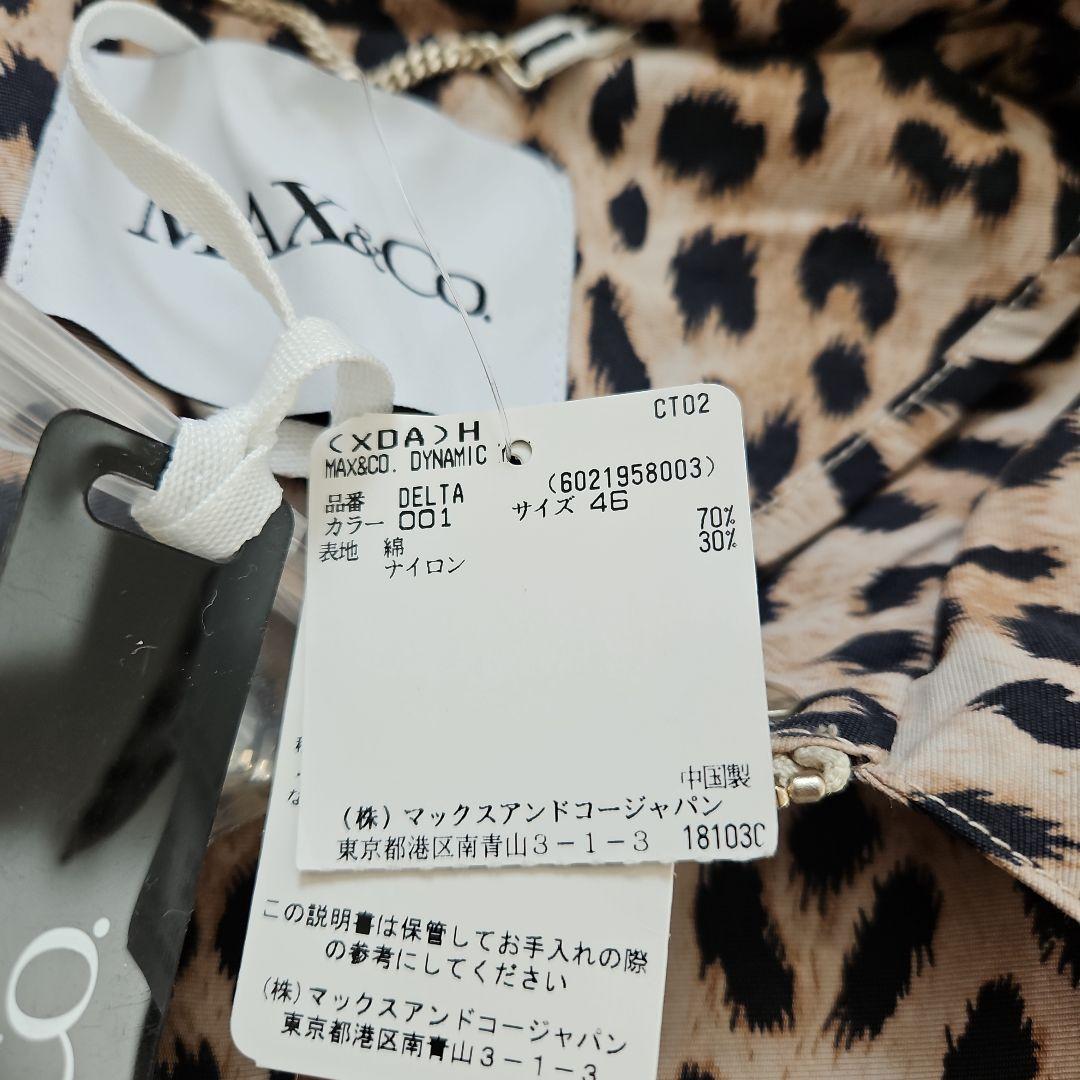 MAX&CO.
CT02
(XDA)H
MAX&CO. DYNAMIC
(6021958003)
品番 DELTA
カラー 001 サイズ 46
表地 綿 70%
ナイロン 30%
中国製
(株)マックスアンドコージャパン
東京都港区南青山3-1-3 18103
この説明書は保管してお手入れの際
の参考にしてください
(株)マックスアンドコージャパン
東京都港区南青山3-1-3